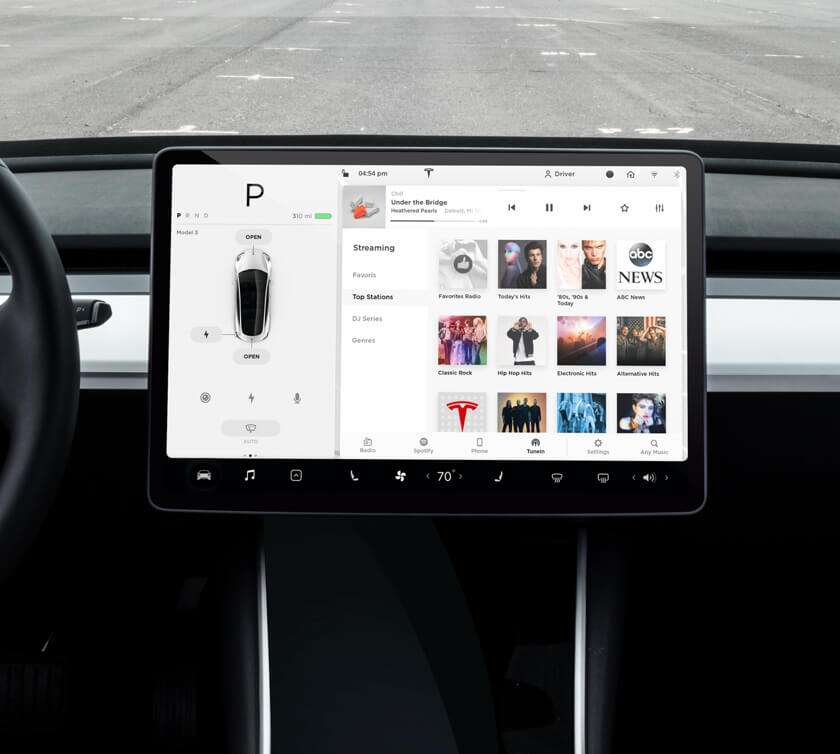 04:54 pm
Driver
P
P R N D
310 mi
Model 3
OPEN
OPEN
AUTO
Chill
Under the Bridge
Heathered Pearls Detroit, MI
Streaming
Favoris
Top Stations
DJ Series
Genres
Favorites Radio
Today's Hits
'80s, '90s &
Today
abc
NEWS
ABC News
Classic Rock
Hip Hop Hits
Electronic Hits
Alternative Hits
Radio
Spotify
Phone
TuneIn
Settings
Any Music
70°